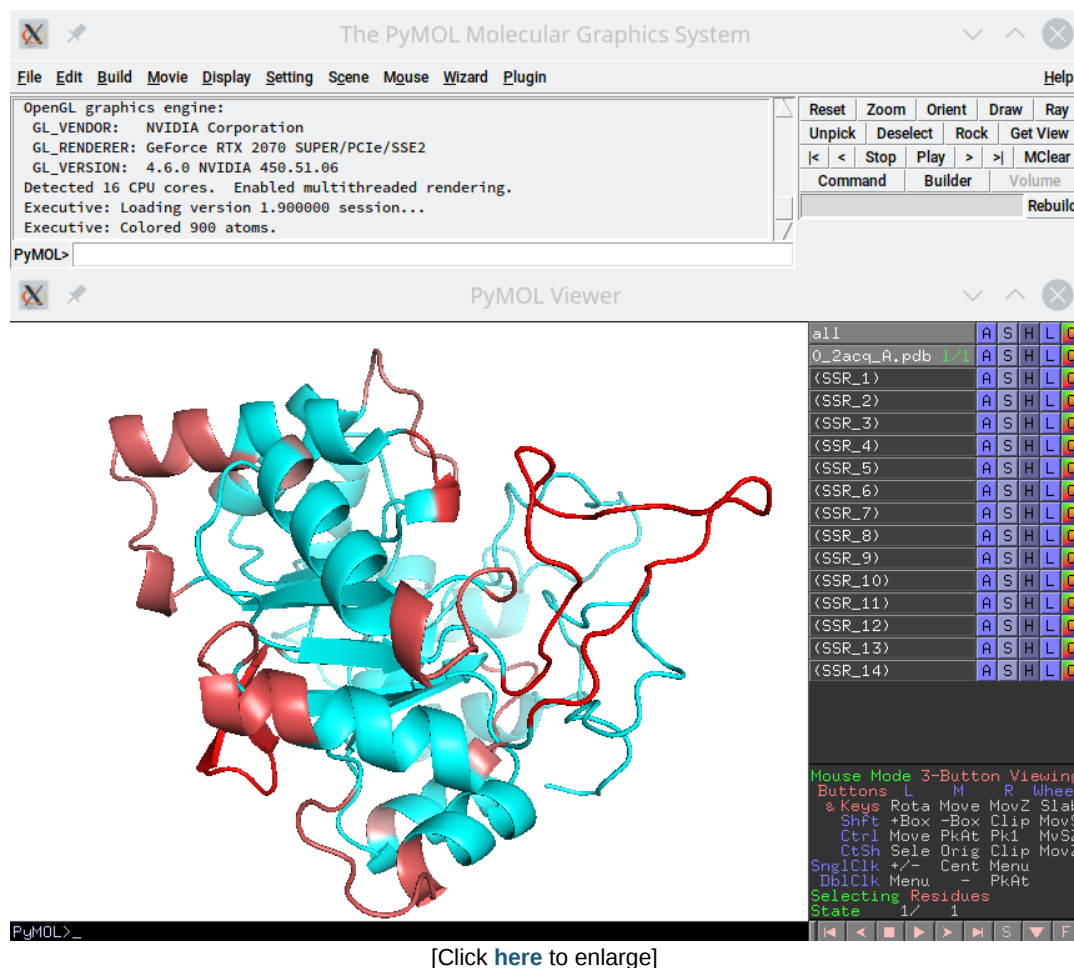 The PyMOL Molecular Graphics System
File Edit Build Movie Display Setting Scene Mouse Wizard Plugin Help
OpenGL graphics engine:
GL_VENDOR: NVIDIA Corporation
GL_RENDERER: GeForce RTX 2070 SUPER/PCIe/SSE2
GL_VERSION: 4.6.0 NVIDIA 450.51.06
Detected 16 CPU cores. Enabled multithreaded rendering.
Executive: Loading version 1.900000 session...
Executive: Colored 900 atoms.
PyMOL>
Reset Zoom Orient Draw Ray
Unpick Deselect Rock Get View
|< < Stop Play > >| MClear
Command Builder Volume
Rebuild
PyMOL Viewer
all A S H L C
0_2acq_A.pdb 1/1 A S H L C
(SSR_1) A S H L C
(SSR_2) A S H L C
(SSR_3) A S H L C
(SSR_4) A S H L C
(SSR_5) A S H L C
(SSR_6) A S H L C
(SSR_7) A S H L C
(SSR_8) A S H L C
(SSR_9) A S H L C
(SSR_10) A S H L C
(SSR_11) A S H L C
(SSR_12) A S H L C
(SSR_13) A S H L C
(SSR_14) A S H L C
Mouse Mode 3-Button Viewing
Buttons L M R Whee
& Keys Rota Move MovZ Slab
Shft +Box -Box Clip MovS
Ctrl Move PkAt Pk1 MvSZ
CtSh Sele Orig Clip MovZ
SnglClk +/- Cent Menu
DblClk Menu - PkAt
Selecting Residues
State 1/ 1
PyMOL>_
S F
[Click here to enlarge]